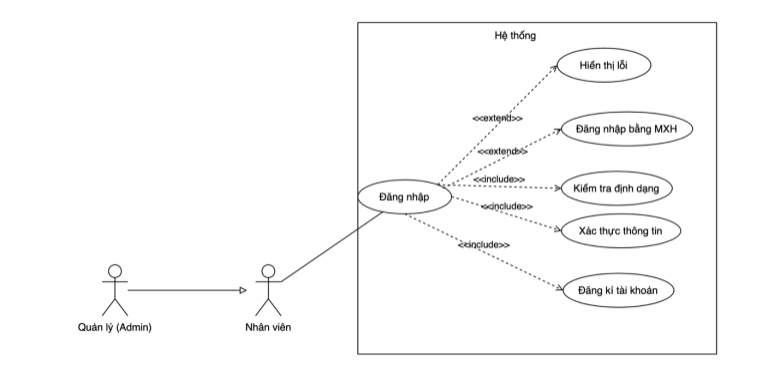 Hệ thống
Hiển thị lỗi
<<extend>>
Đăng nhập bằng MXH
<<extend>>
<<include>>
Kiểm tra định dạng
Đăng nhập
<<include>>
Xác thực thông tin
<<include>>
Đăng kí tài khoản
Quản lý (Admin)
Nhân viên